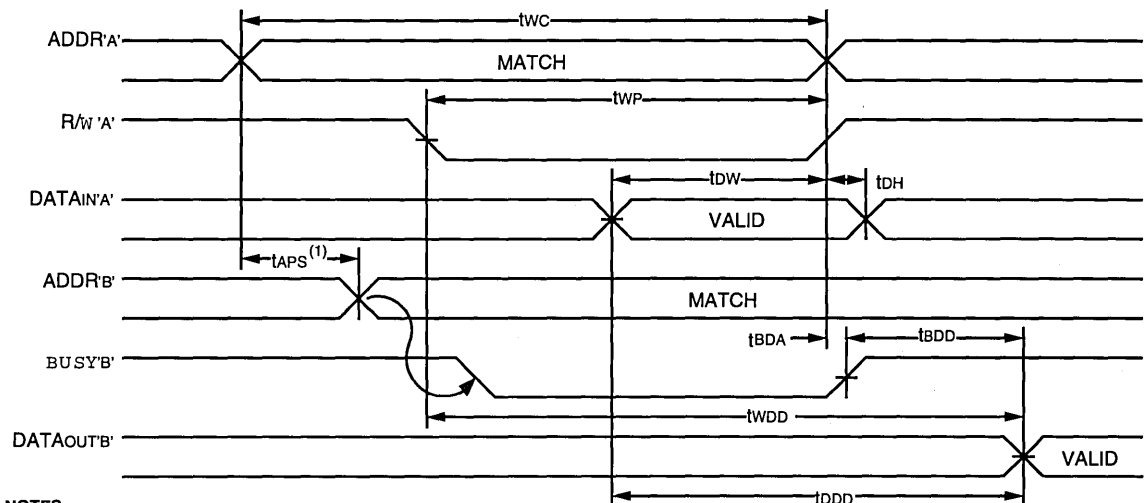 tWC
ADDR'A'
MATCH
tWP
R/W 'A'
tDW
tDH
DATAIN'A'
VALID
tAPS (1)
ADDR'B'
MATCH
tBDA
tBDD
BUSY'B'
tWDD
DATAOUT'B'
VALID
tDDD